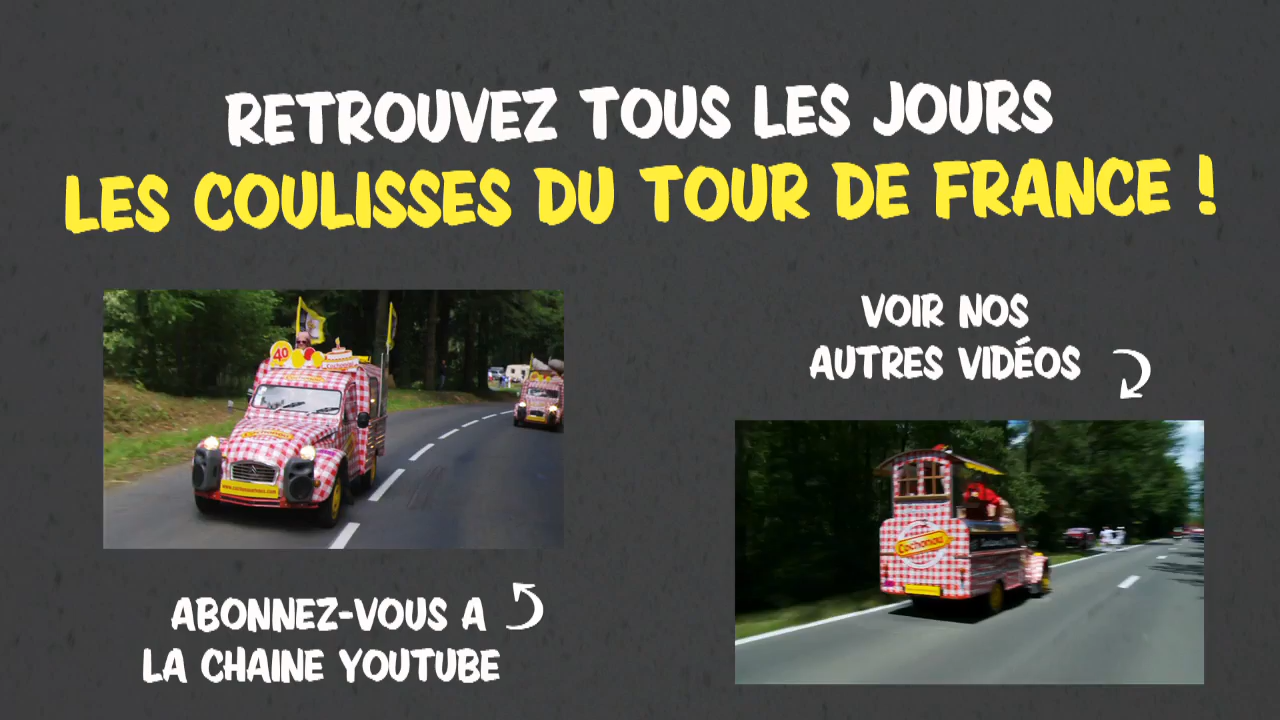 RETROUVEZ TOUS LES JOURS
LES COULISSES DU TOUR DE FRANCE !
VOIR NOS
AUTRES VIDÉOS
40
Cochonou
ABONNEZ-VOUS A
LA CHAINE YOUTUBE